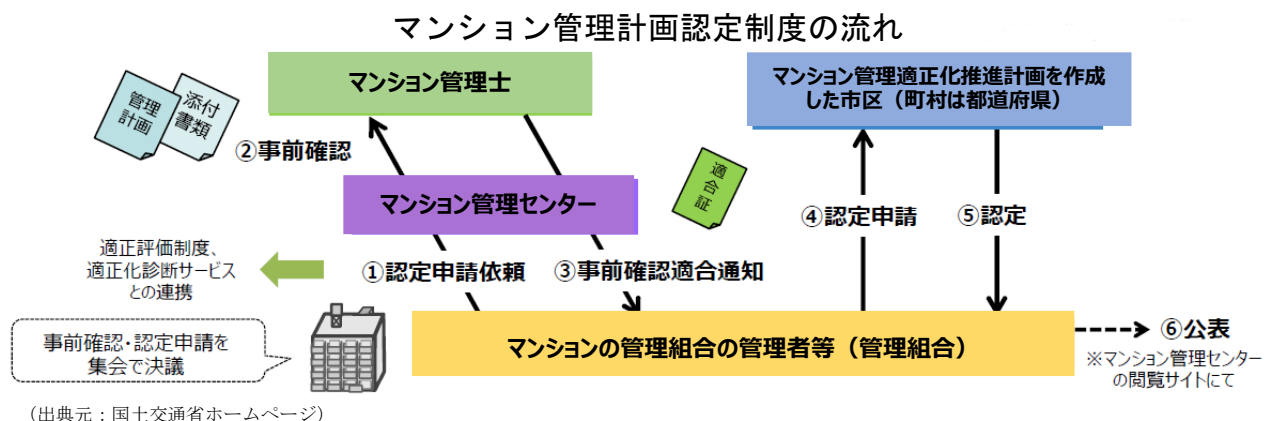 マンション管理計画認定制度の流れ
マンション管理士
マンション管理適正化推進計画を作成
した市区（町村は都道府県）
管理
計画
添付
書類
②事前確認
マンション管理センター
適合証
④認定申請
⑤認定
適正評価制度、
適正化診断サービス
との連携
①認定申請依頼
③事前確認適合通知
事前確認・認定申請を
集会で決議
マンションの管理組合の管理者等（管理組合）
⑥公表
※マンション管理センター
の閲覧サイトにて
（出典元：国土交通省ホームページ）